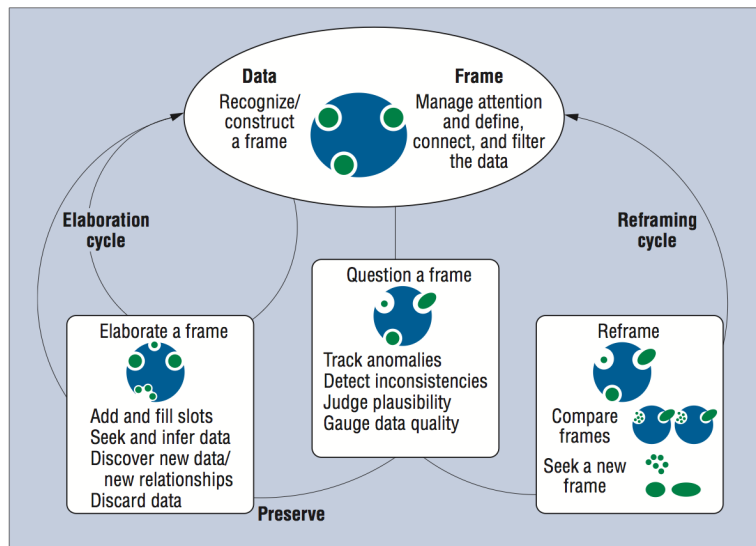 Data
Recognize/
construct
a frame
Frame
Manage attention
and define,
connect, and filter
the data
Elaboration
cycle
Reframing
cycle
Elaborate a frame
Add and fill slots
Seek and infer data
Discover new data/
new relationships
Discard data
Question a frame
Track anomalies
Detect inconsistencies
Judge plausibility
Gauge data quality
Reframe
Compare
frames
Seek a new
frame
Preserve